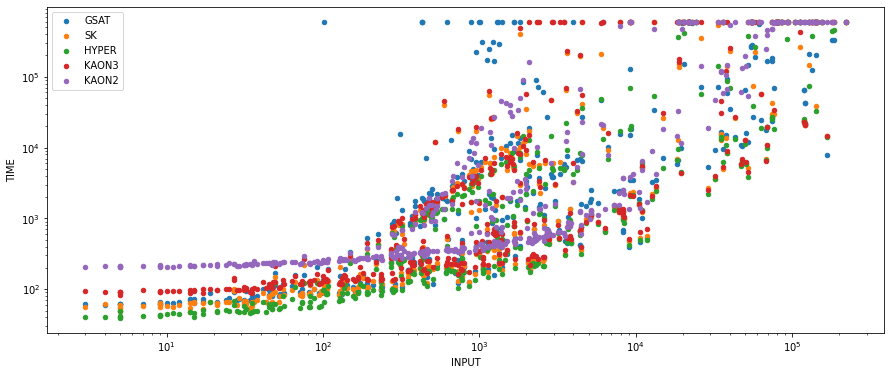 GSAT
SK
HYPER
KAON3
KAON2
TIME
10^5
10^4
10^3
10^2
10^1
10^2
10^3
10^4
10^5
INPUT